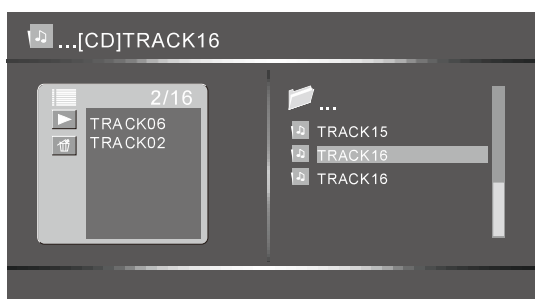 ...[CD]TRACK16
2/16
TRACK06
TRACK02
...
TRACK15
TRACK16
TRACK16